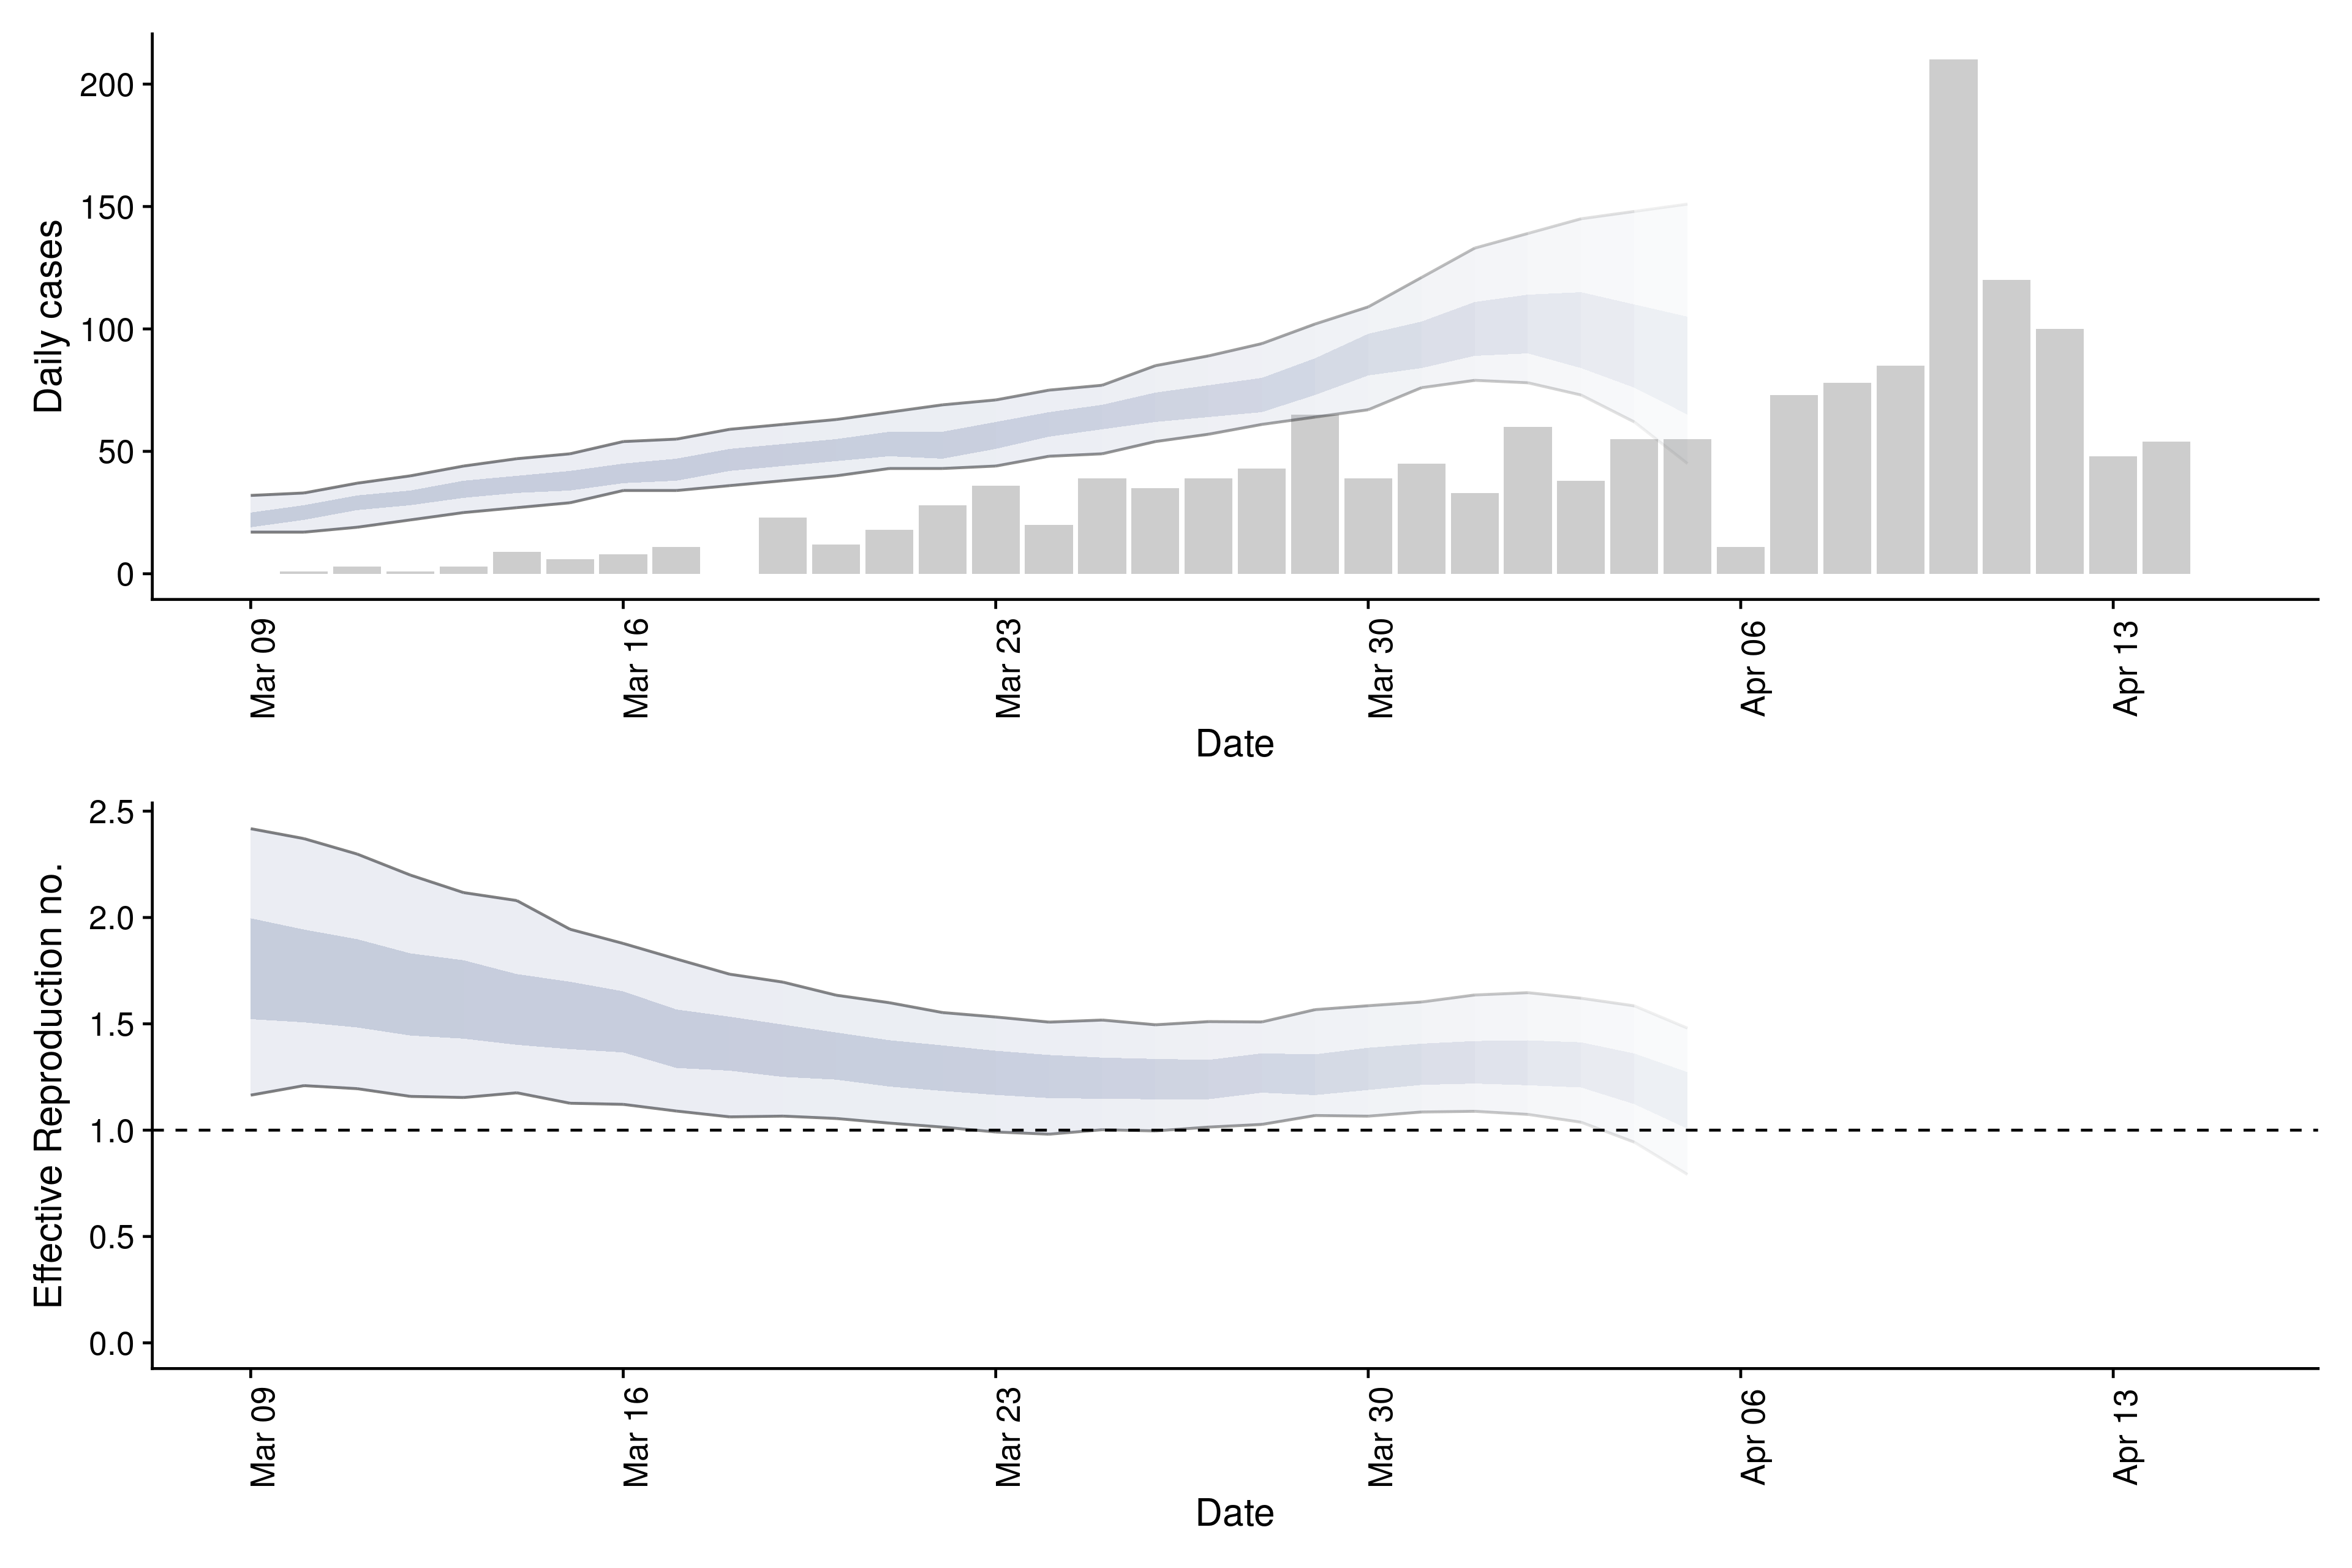 Daily cases
200
150
100
50
0
Mar 09
Mar 16
Mar 23
Mar 30
Apr 06
Apr 13
Date
Effective Reproduction no.
2.5
2.0
1.5
1.0
0.5
0.0
Mar 09
Mar 16
Mar 23
Mar 30
Apr 06
Apr 13
Date